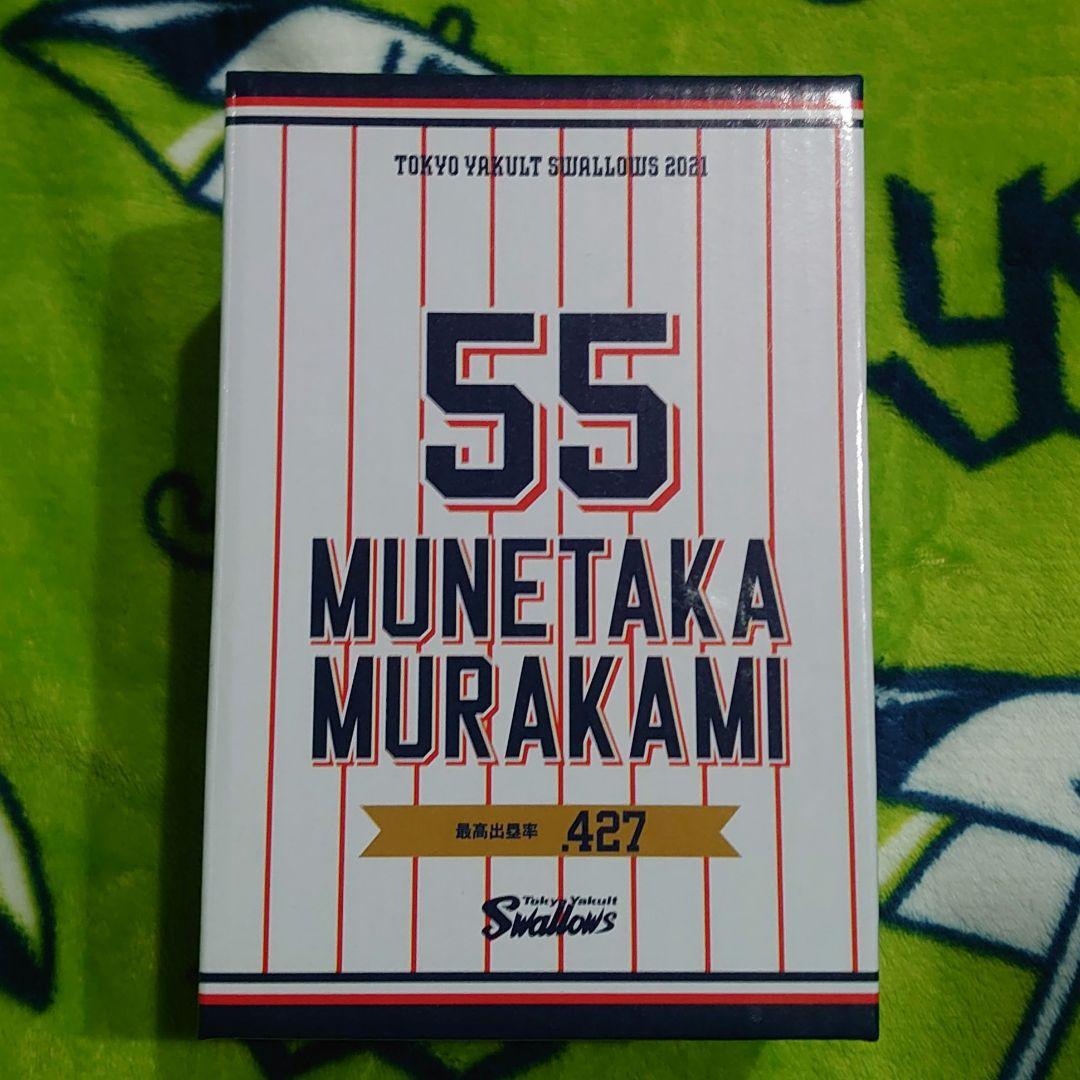 TOKYO YAKULT SWALLOWS 2021
55
MUNETAKA
MURAKAMI
最高出塁率 .427
Tokyo Yakult
Swallows